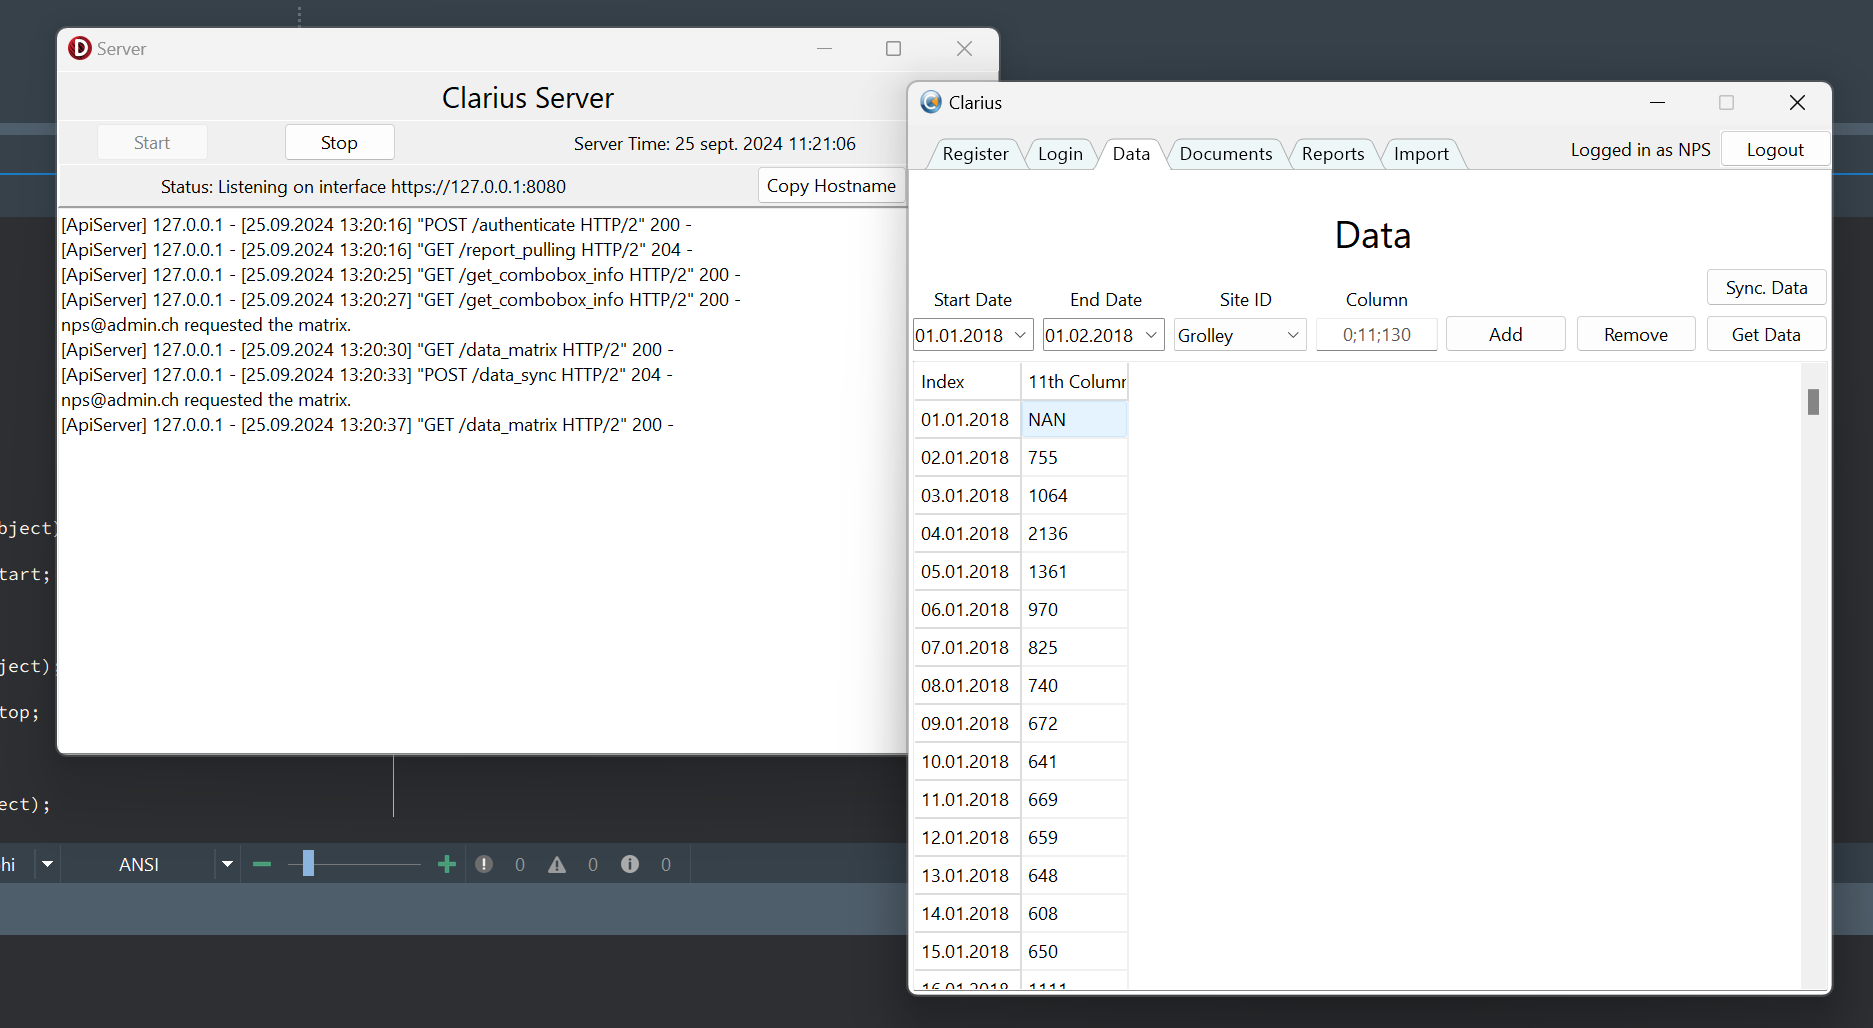 Server
Clarius Server
Start
Stop
Server Time: 25 sept. 2024 11:21:06
Status: Listening on interface https://127.0.0.1:8080
Copy Hostname
[ApiServer] 127.0.0.1 - [25.09.2024 13:20:16] "POST /authenticate HTTP/2" 200 -
[ApiServer] 127.0.0.1 - [25.09.2024 13:20:16] "GET /report_pulling HTTP/2" 204 -
[ApiServer] 127.0.0.1 - [25.09.2024 13:20:25] "GET /get_combobox_info HTTP/2" 200 -
[ApiServer] 127.0.0.1 - [25.09.2024 13:20:27] "GET /get_combobox_info HTTP/2" 200 -
nps@admin.ch requested the matrix.
[ApiServer] 127.0.0.1 - [25.09.2024 13:20:30] "GET /data_matrix HTTP/2" 200 -
[ApiServer] 127.0.0.1 - [25.09.2024 13:20:33] "POST /data_sync HTTP/2" 204 -
nps@admin.ch requested the matrix.
[ApiServer] 127.0.0.1 - [25.09.2024 13:20:37] "GET /data_matrix HTTP/2" 200 -
bject)
tart;
ject);
top;
ect);
hi
ANSI
0
0
0
Clarius
Register Login Data Documents Reports Import
Logged in as NPS
Logout
Data
Sync. Data
Start Date End Date Site ID Column
01.01.2018 01.02.2018 Grolley 0;11;130 Add Remove Get Data
Index 11th Column
01.01.2018 NAN
02.01.2018 755
03.01.2018 1064
04.01.2018 2136
05.01.2018 1361
06.01.2018 970
07.01.2018 825
08.01.2018 740
09.01.2018 672
10.01.2018 641
11.01.2018 669
12.01.2018 659
13.01.2018 648
14.01.2018 608
15.01.2018 650
16.01.2018 1111